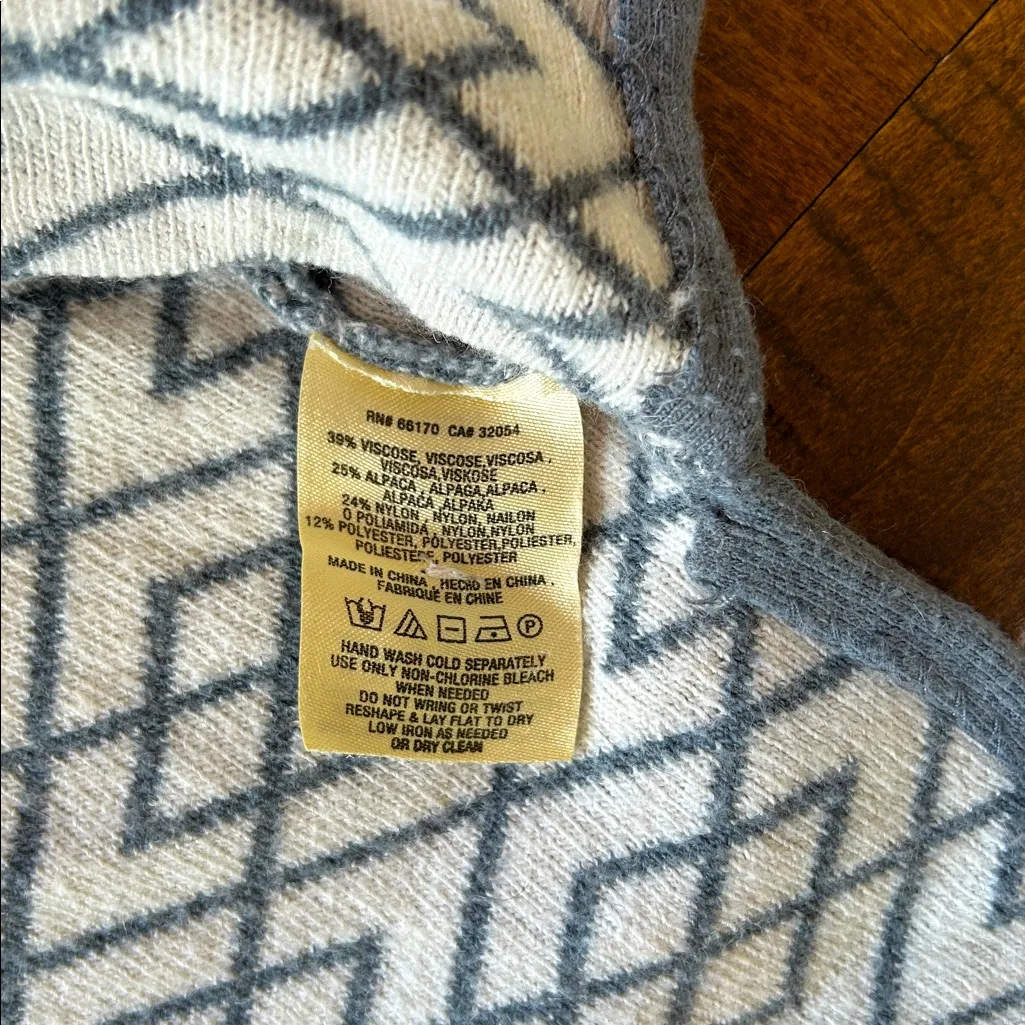 RN# 66170 CA# 32054
39% VISCOSE, VISCOSE,VISCOSA,
VISCOSA,VISKOSE
25% ALPACA, ALPAGA,ALPACA,
ALPACA,ALPAKA
24% NYLON, NYLON, NAILON
O POLIAMIDA, NYLON,NYLON
12% POLYESTER, POLYESTER,POLIESTER,
POLIESTERE, POLYESTER
MADE IN CHINA, HECHO EN CHINA,
FABRIQUÉ EN CHINE
P
HAND WASH COLD SEPARATELY
USE ONLY NON-CHLORINE BLEACH
WHEN NEEDED
DO NOT WRING OR TWIST
RESHAPE & LAY FLAT TO DRY
LOW IRON AS NEEDED
OR DRY CLEAN